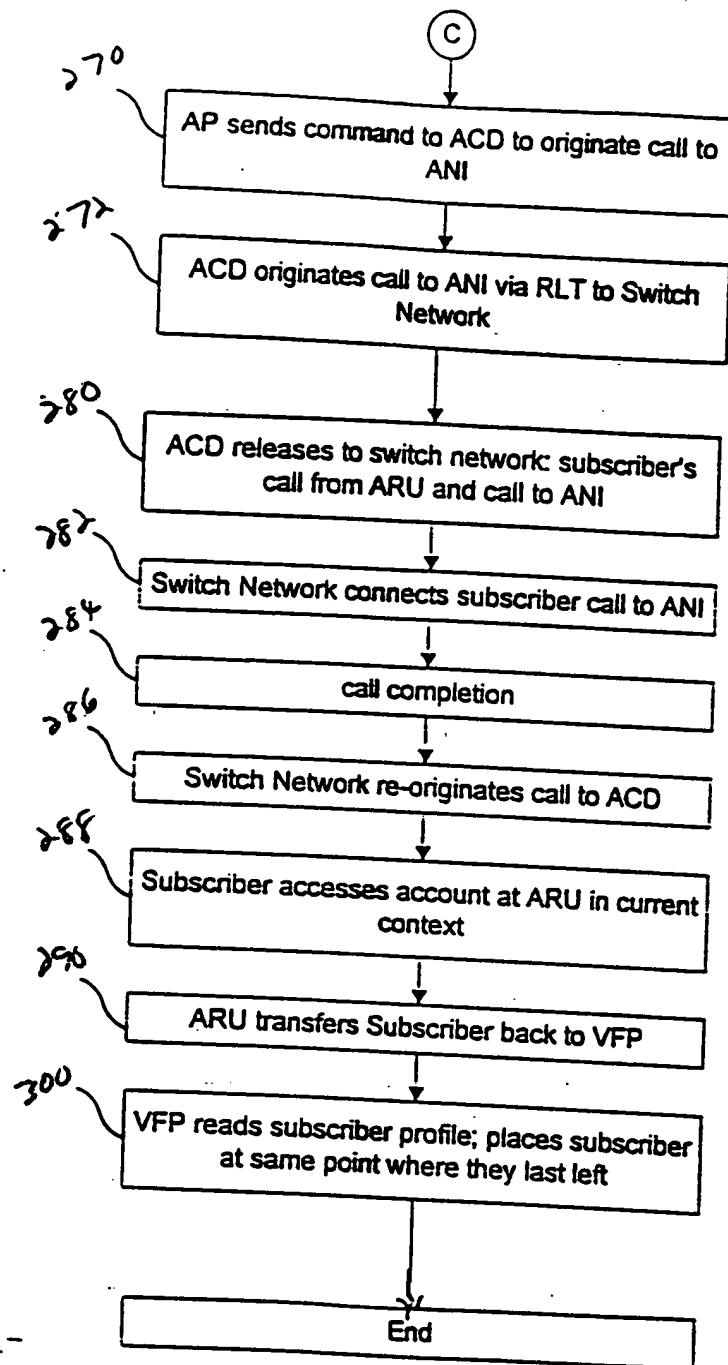 C
270
AP sends command to ACD to originate call to
ANI
272
ACD originates call to ANI via RLT to Switch
Network
280
ACD releases to switch network: subscriber's
call from ARU and call to ANI
282
Switch Network connects subscriber call to ANI
284
call completion
286
Switch Network re-originates call to ACD
288
Subscriber accesses account at ARU in current
context
290
ARU transfers Subscriber back to VFP
300
VFP reads subscriber profile; places subscriber
at same point where they last left
End